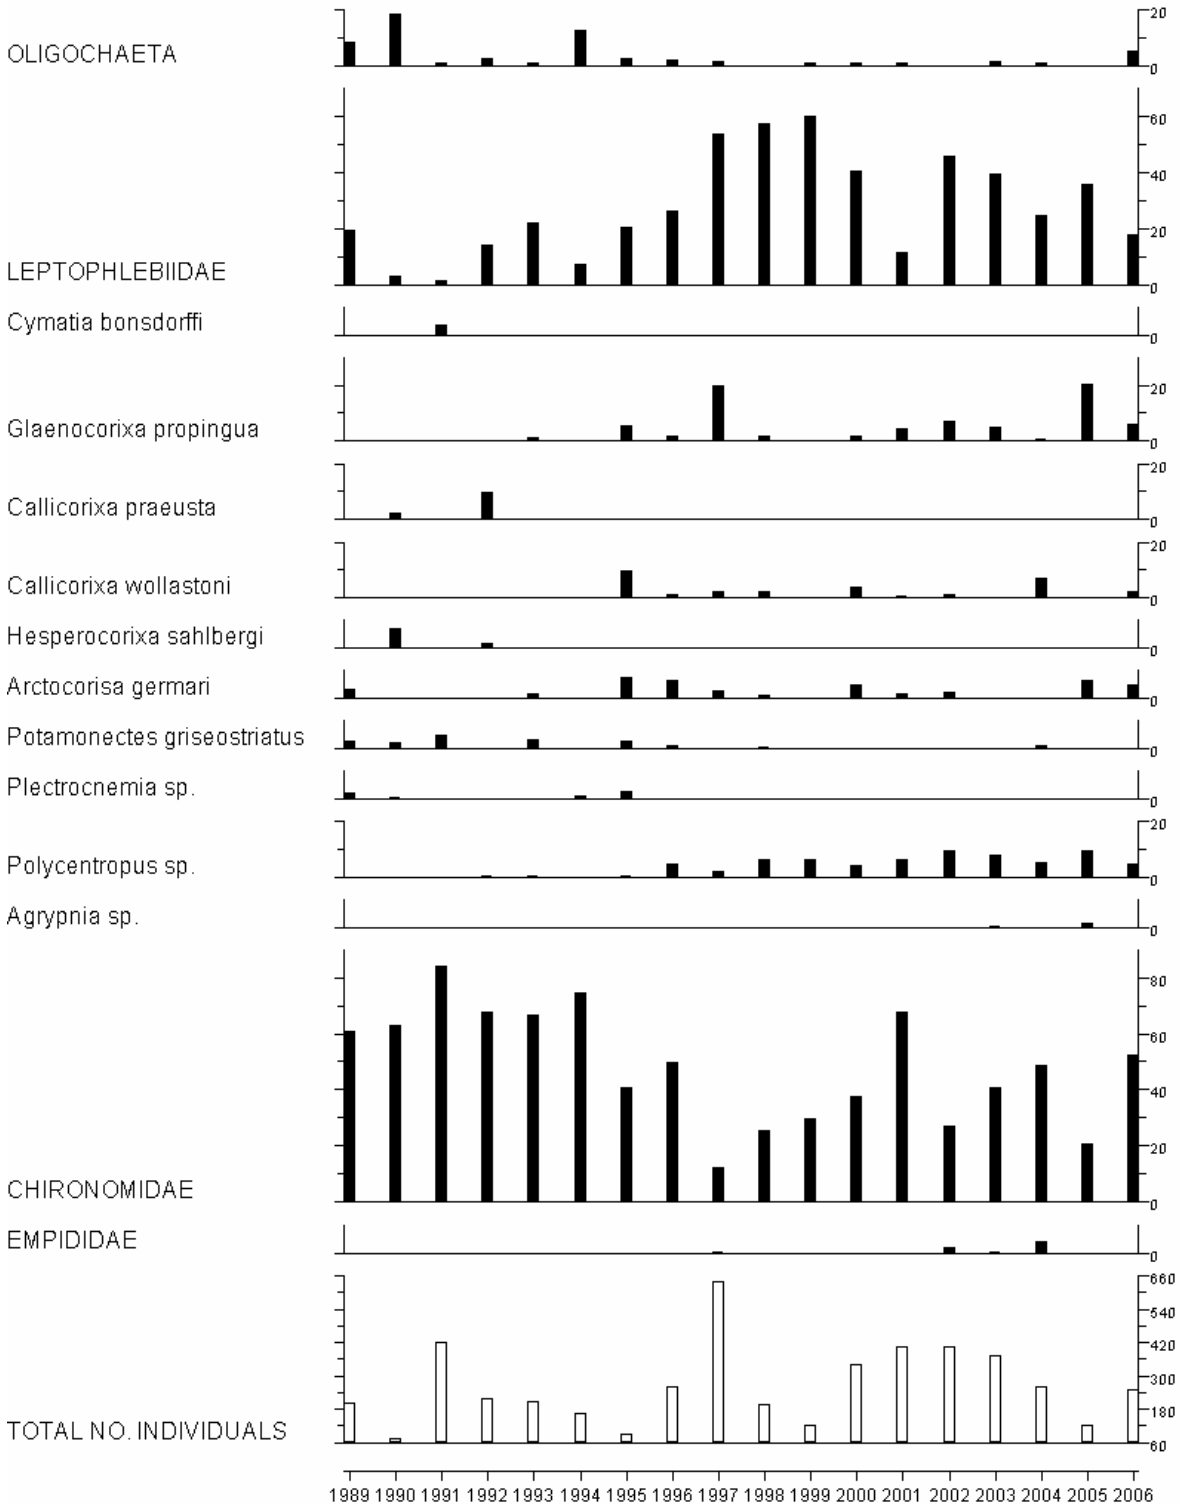 20
OLIGOCHAETA
0
60
40
20
LEPTOPHLEBIIDAE
0
Cymatia bonsdorffi
0
20
Glaenocorixa propingua
0
20
Callicorixa praeusta
0
20
Callicorixa wollastoni
0
Hesperocorixa sahlbergi
0
Arctocorisa germari
0
Potamonectes griseostriatus
0
Plectrocnemia sp.
0
20
Polycentropus sp.
0
Agrypnia sp.
0
80
60
40
20
CHIRONOMIDAE
0
EMPIDIDAE
0
660
540
420
300
180
TOTAL NO. INDIVIDUALS
60
1989 1990 1991 1992 1993 1994 1995 1996 1997 1998 1999 2000 2001 2002 2003 2004 2005 2006